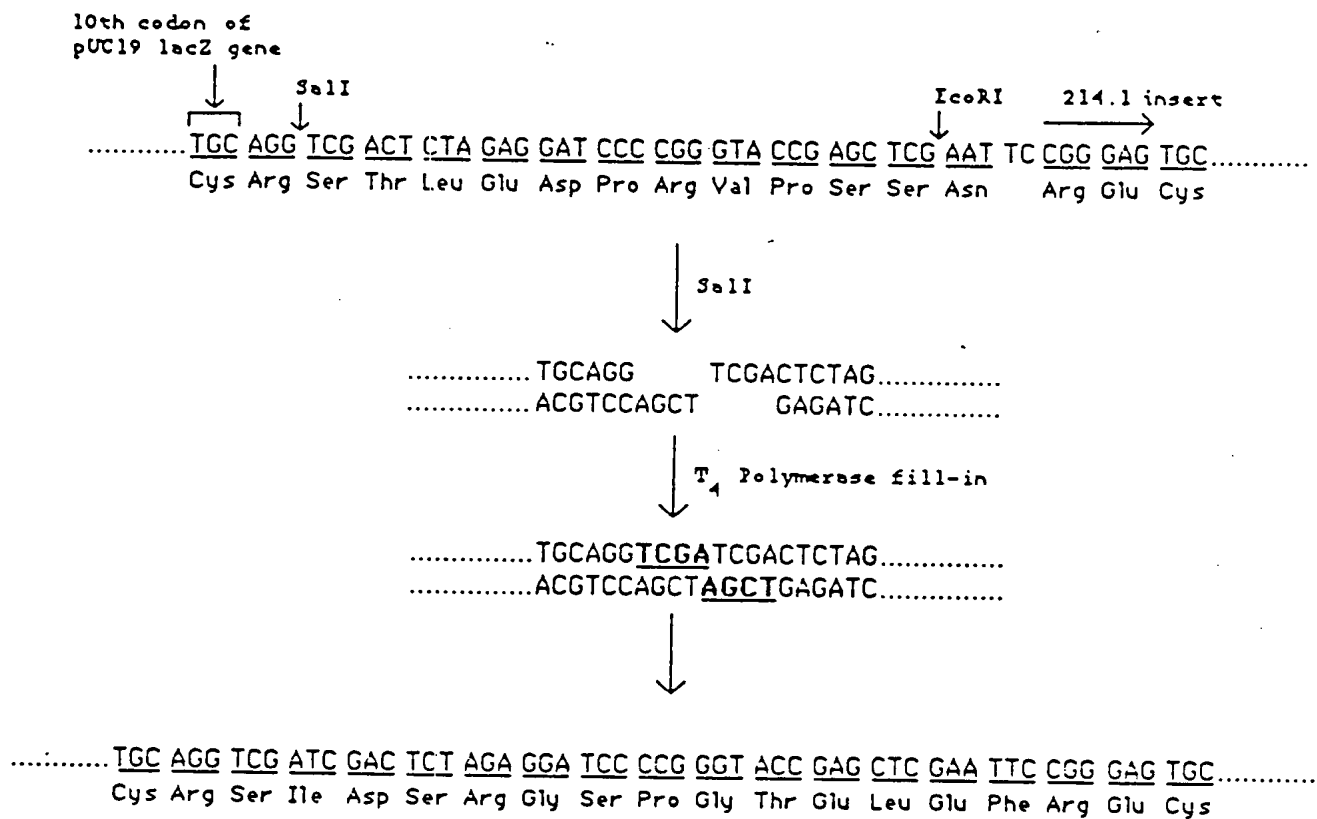 10th codon of
pUC19 lacZ gene
SalI
EcoRI 214.1 insert
............TGC AGG TCG ACT CTA GAG GAT CCC CGG GTA CCG AGC TCG AAT TC CGG GAG TGC............
Cys Arg Ser Thr Leu Glu Asp Pro Arg Val Pro Ser Ser Asn Arg Glu Cys
SalI
...............TGCAGG TCGACTCTAG...............
...............ACGTCCAGCT GAGATC...............
T4 Polymerase fill-in
...............TGCAGGTCGATCGACTCTAG...............
...............ACGTCCAGCTAGCTGAGATC...............
............TGC AGG TCG ATC GAC TCT AGA GGA TCC CCG GGT ACC GAG CTC GAA TTC CGG GAG TGC............
Cys Arg Ser Ile Asp Ser Arg Gly Ser Pro Gly Thr Glu Leu Glu Phe Arg Glu Cys